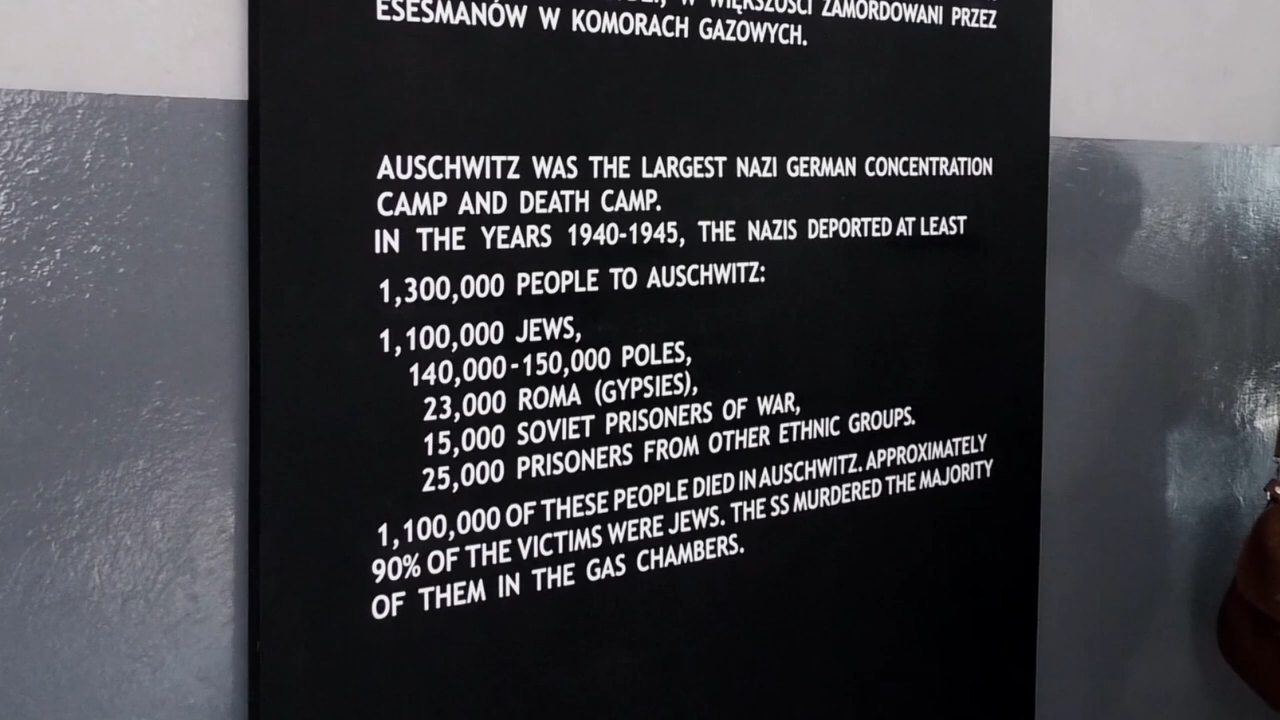 WIĘKSZOŚCI ZAMORDOWANI PRZEZ
ESESMANÓW W KOMORACH GAZOWYCH.
AUSCHWITZ WAS THE LARGEST NAZI GERMAN CONCENTRATION
CAMP AND DEATH CAMP.
IN THE YEARS 1940-1945, THE NAZIS DEPORTED AT LEAST
1,300,000 PEOPLE TO AUSCHWITZ:
1,100,000 JEWS,
140,000-150,000 POLES,
23,000 ROMA (GYPSIES),
15,000 SOVIET PRISONERS OF WAR,
25,000 PRISONERS FROM OTHER ETHNIC GROUPS.
1,100,000 OF THESE PEOPLE DIED IN AUSCHWITZ. APPROXIMATELY
90% OF THE VICTIMS WERE JEWS. THE SS MURDERED THE MAJORITY
OF THEM IN THE GAS CHAMBERS.